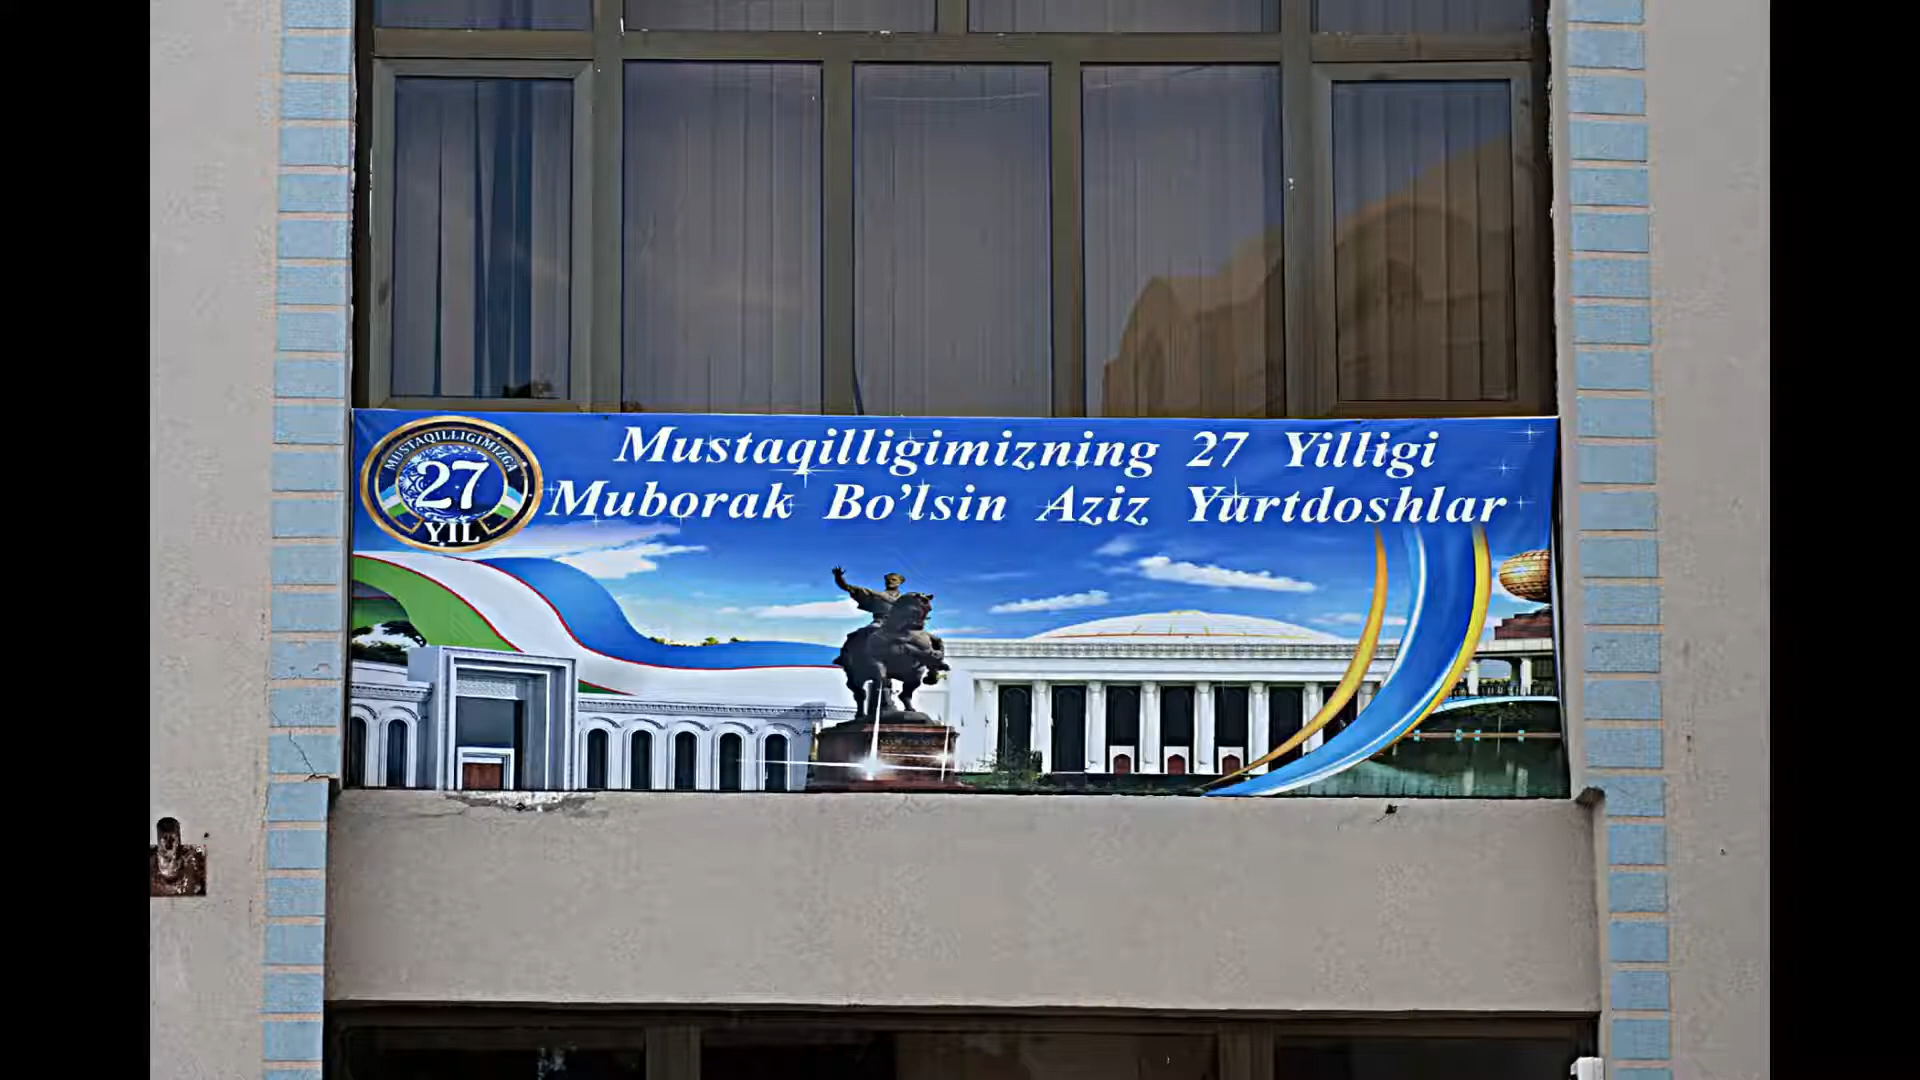 MUSTAQILLIGIMIZGA
27
YIL
Mustaqilligimizning 27 Yilligi
Muborak Bo'lsin Aziz Yurtdoshlar